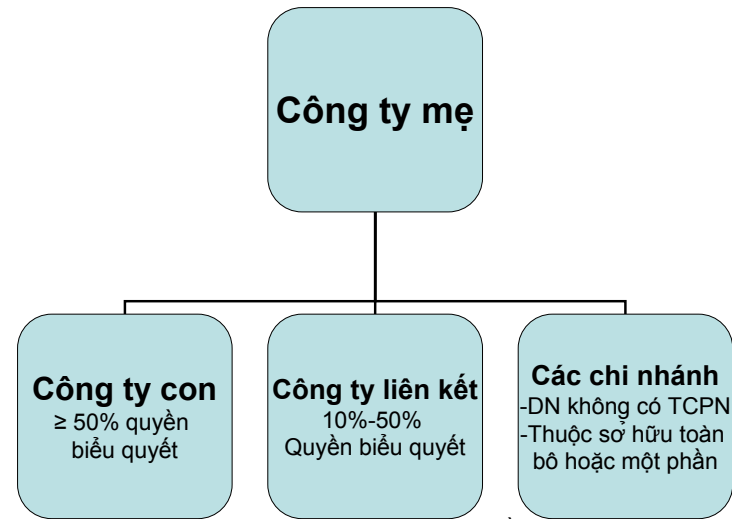 Công ty mẹ
Công ty con
≥ 50% quyền
biểu quyết
Công ty liên kết
10%-50%
Quyền biểu quyết
Các chi nhánh
-DN không có TCPN
-Thuộc sở hữu toàn
bô hoặc một phần